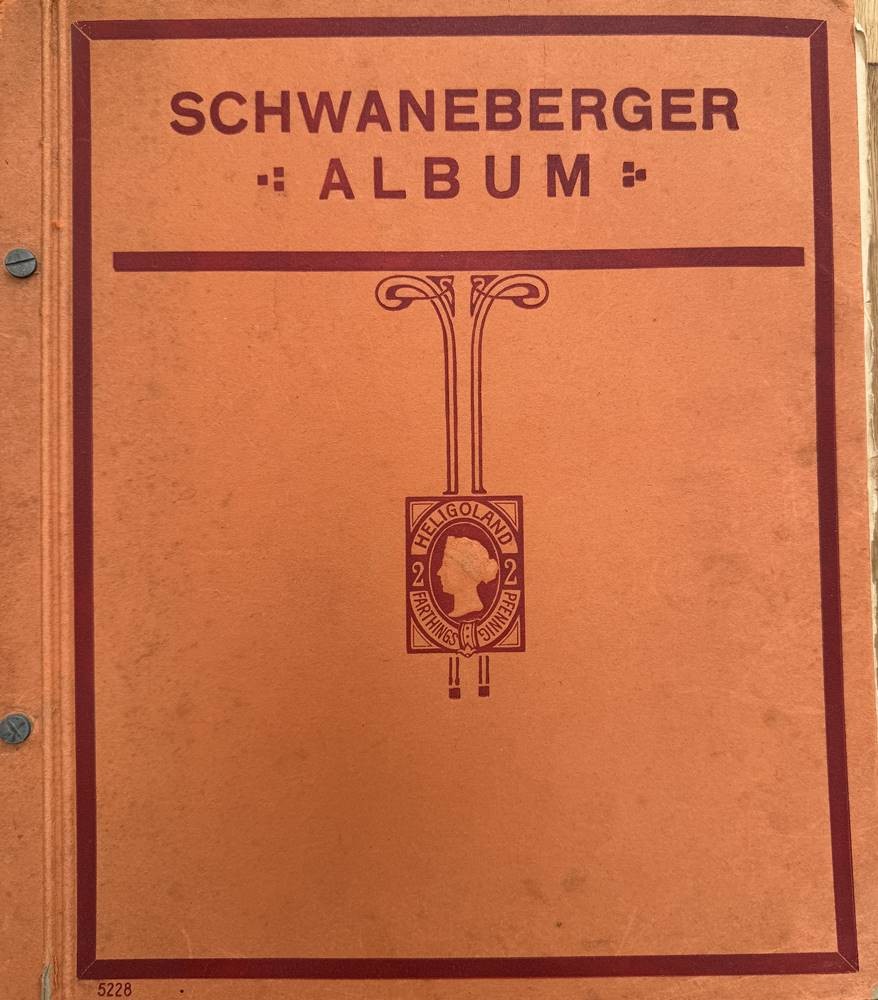 SCHWANEBERGER
ALBUM
HELIGOLAND
2 2
FARTHINGS PFENNIG
5228